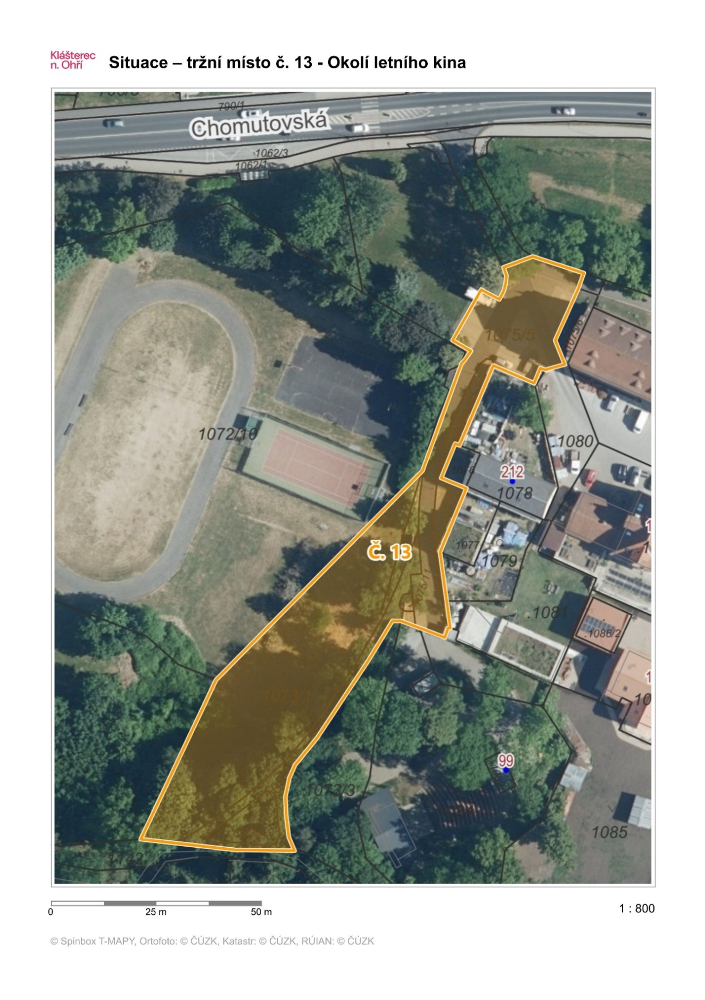 Klášterec
n. Ohří
Situace – tržní místo č. 13 - Okolí letního kina
790/1
Chomutovská
1062/3
1062/1
1075/5
1075/6
1072/10
1080
212
1078
Č. 13
.1077
1079
1075/11
.1081
.1086/2
1073/1
99
1073/3
1085
1142
0
25 m
50 m
1 : 800
© Spinbox T-MAPY, Ortofoto: © ČÚZK, Katastr: © ČÚZK, RÚIAN: © ČÚZK